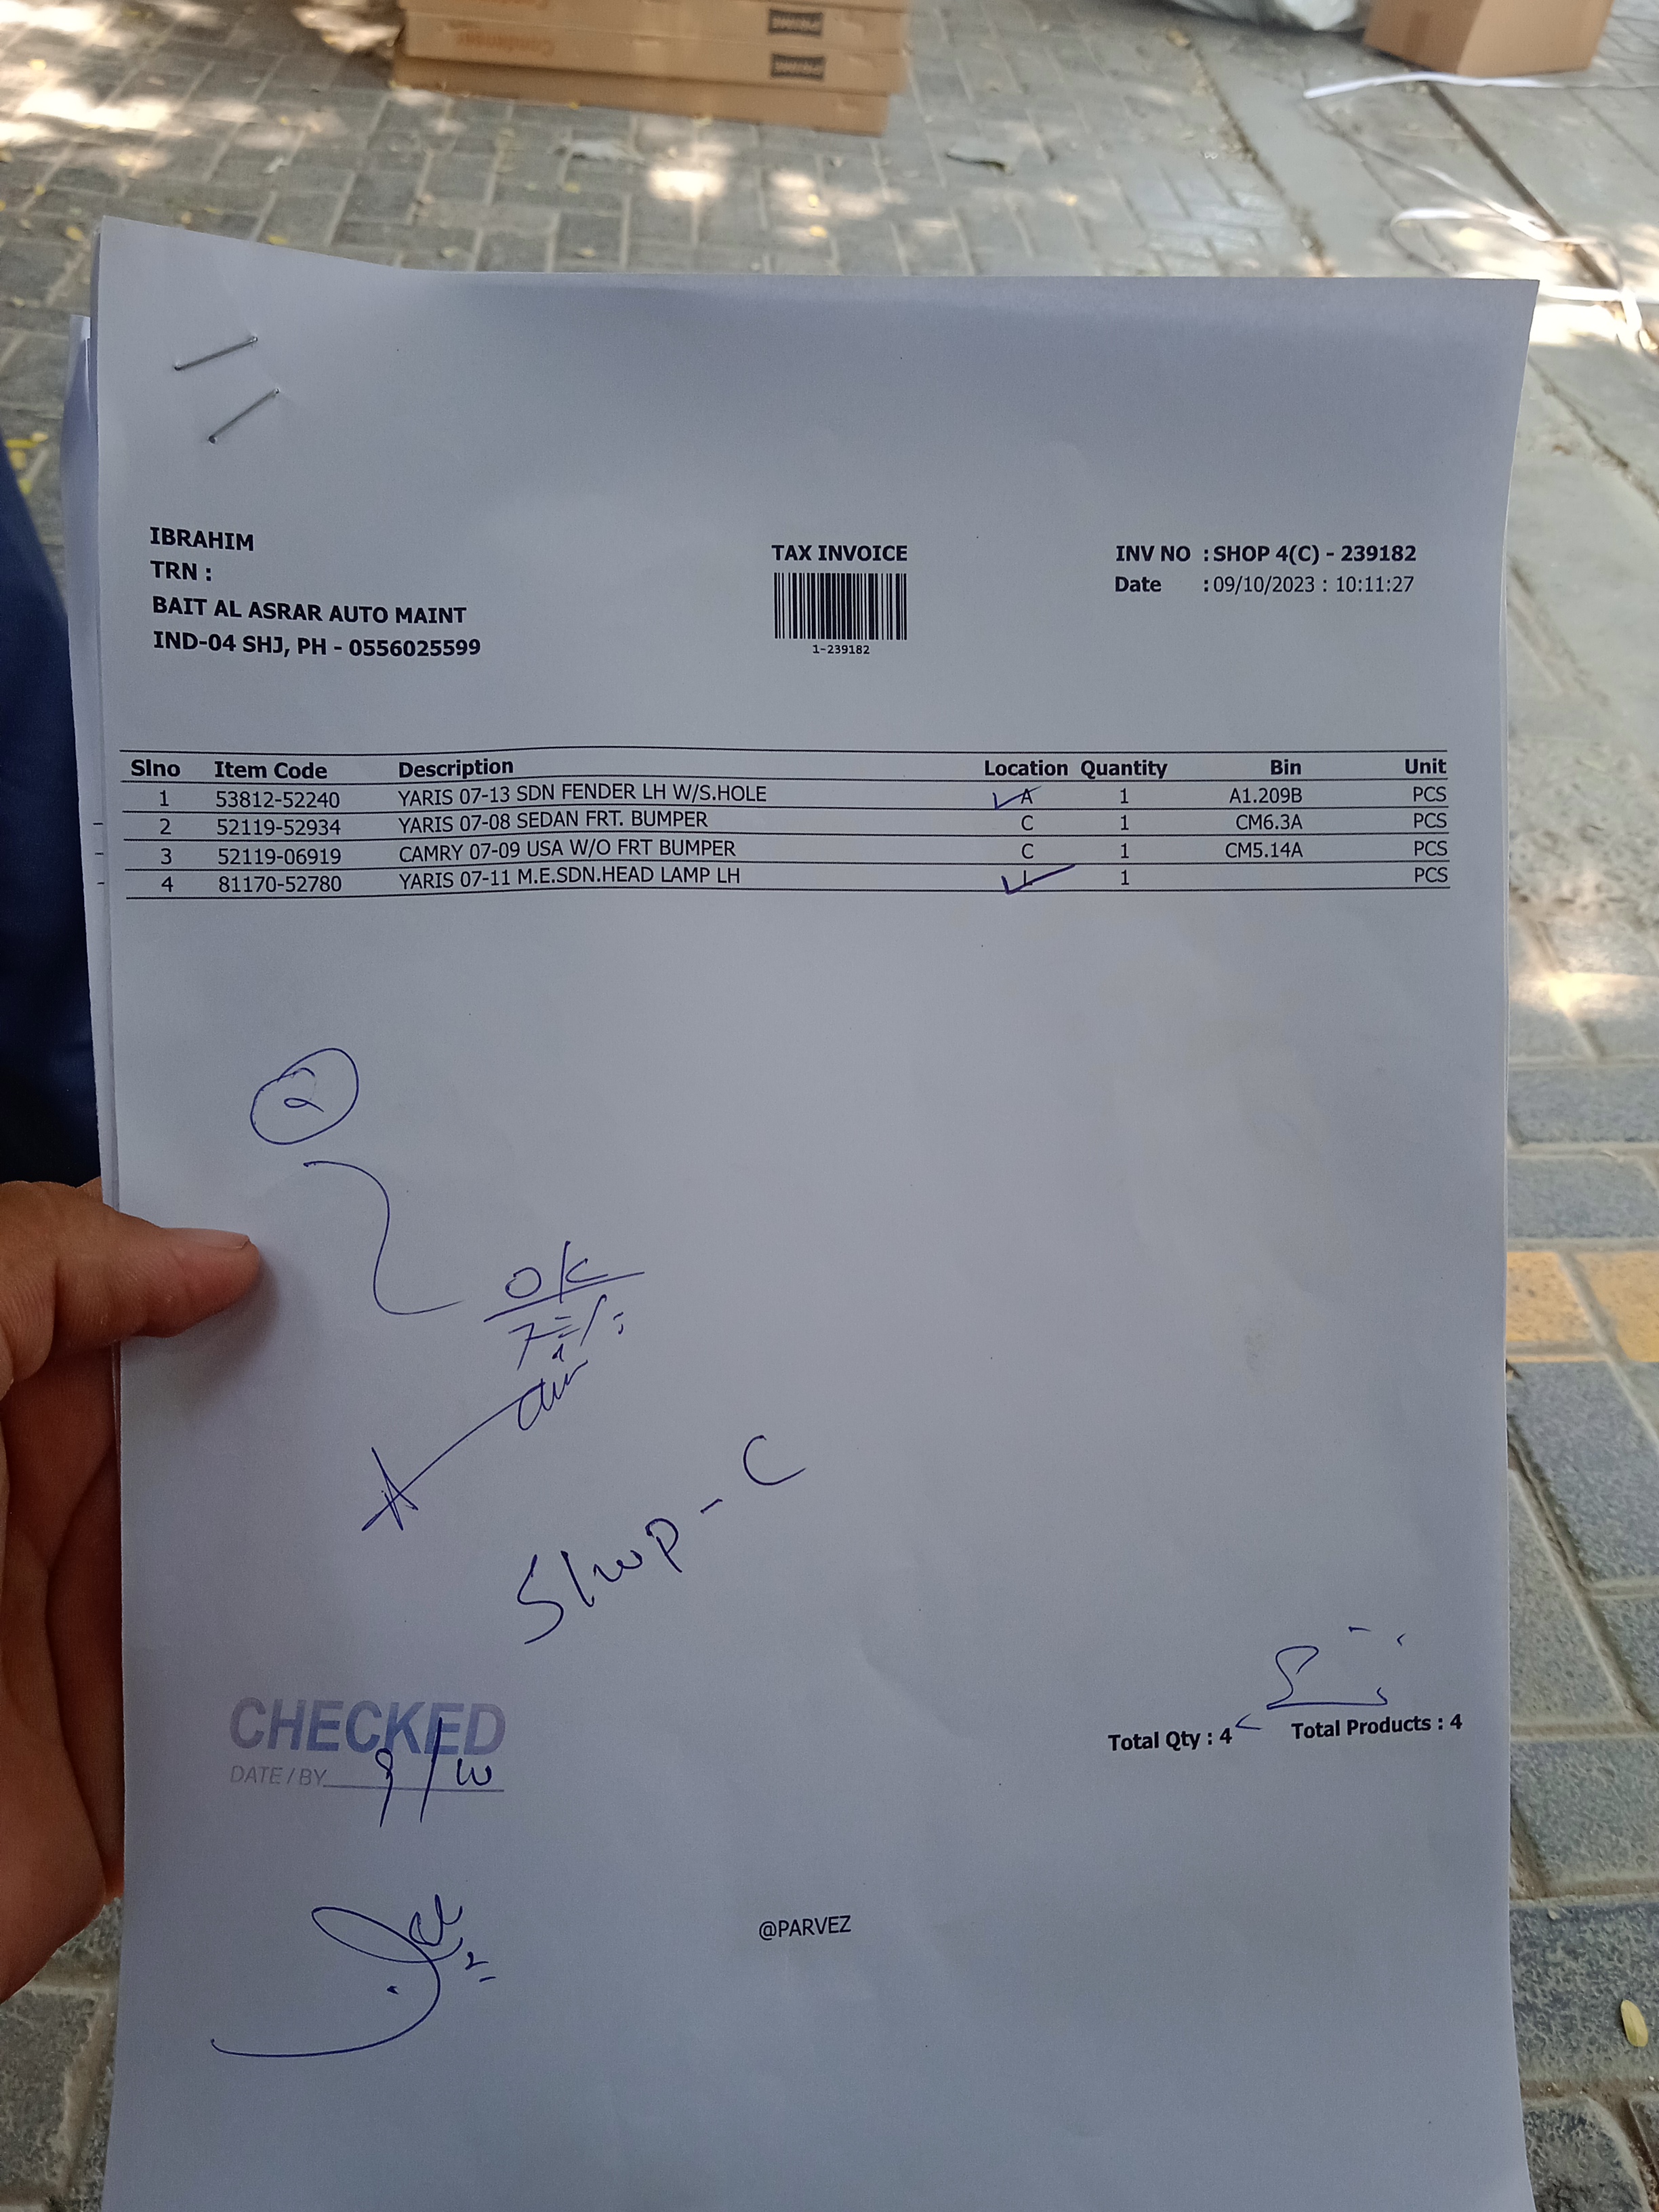 Condenser PRIME
PRIME
IBRAHIM
TRN :
BAIT AL ASRAR AUTO MAINT
IND-04 SHJ, PH - 0556025599
TAX INVOICE
1-239182
INV NO : SHOP 4(C) - 239182
Date : 09/10/2023 : 10:11:27
Slno Item Code Description Location Quantity Bin Unit
1 53812-52240 YARIS 07-13 SDN FENDER LH W/S.HOLE A 1 A1.209B PCS
2 52119-52934 YARIS 07-08 SEDAN FRT. BUMPER C 1 CM6.3A PCS
3 52119-06919 CAMRY 07-09 USA W/O FRT BUMPER C 1 CM5.14A PCS
4 81170-52780 YARIS 07-11 M.E.SDN.HEAD LAMP LH 1 PCS
2
OK
Shop - C
CHECKED
DATE / BY 9/10
Total Qty : 4 Total Products : 4
@PARVEZ